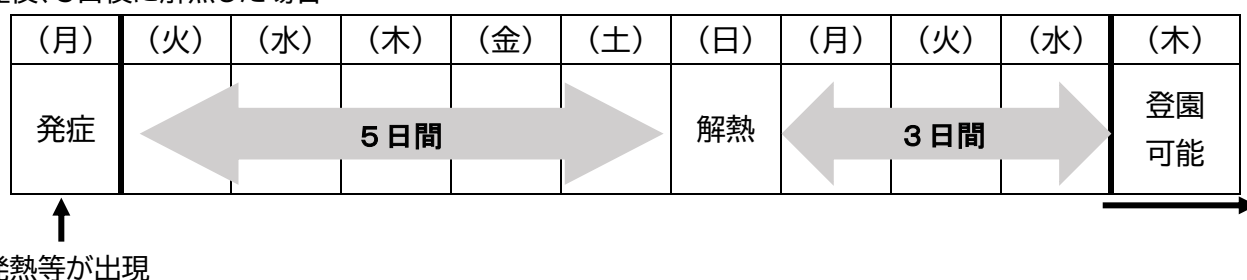 （月） （火） （水） （木） （金） （土） （日） （月） （火） （水） （木）
発症 ５日間 解熱 ３日間 登園
可能
発熱等が出現